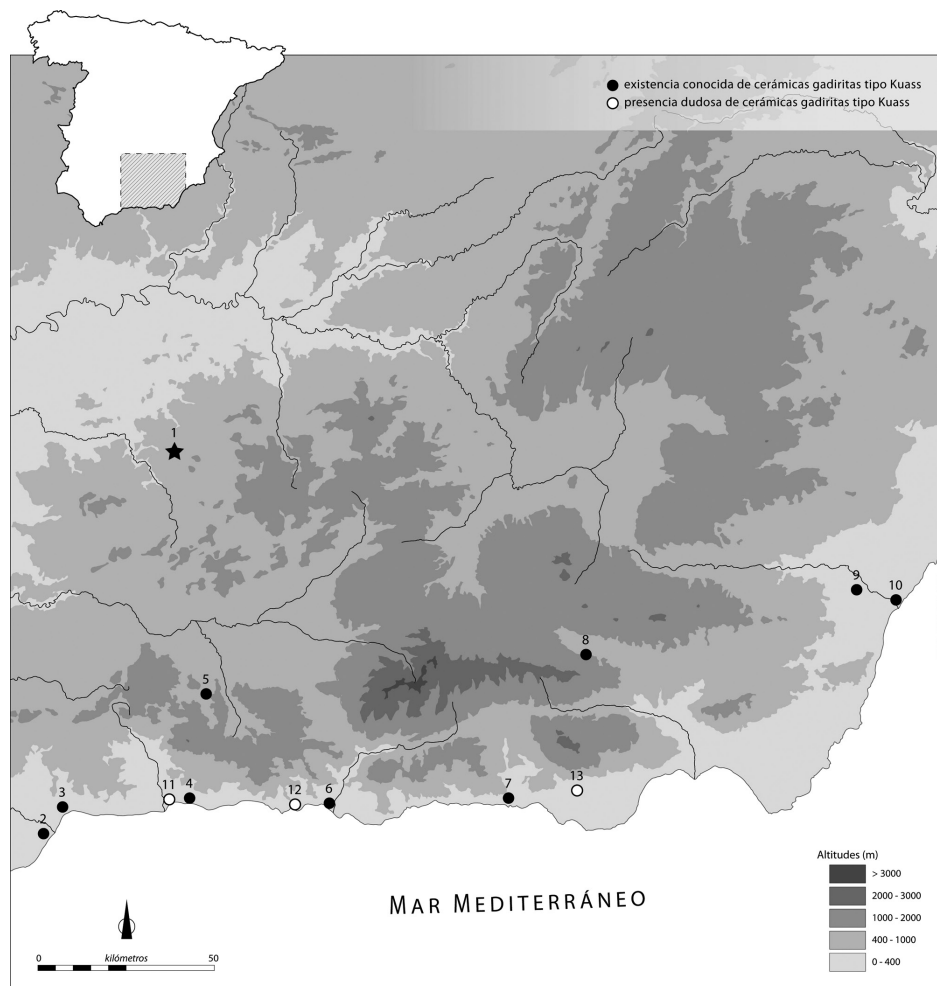 existencia conocida de cerámicas gadiritas tipo Kuass
presencia dudosa de cerámicas gadiritas tipo Kuass
1
9
10
8
5
13
11
4
12
6
7
3
2
MAR MEDITERRÁNEO
Altitudes (m)
> 3000
2000 - 3000
1000 - 2000
400 - 1000
0 - 400
0 kilómetros 50